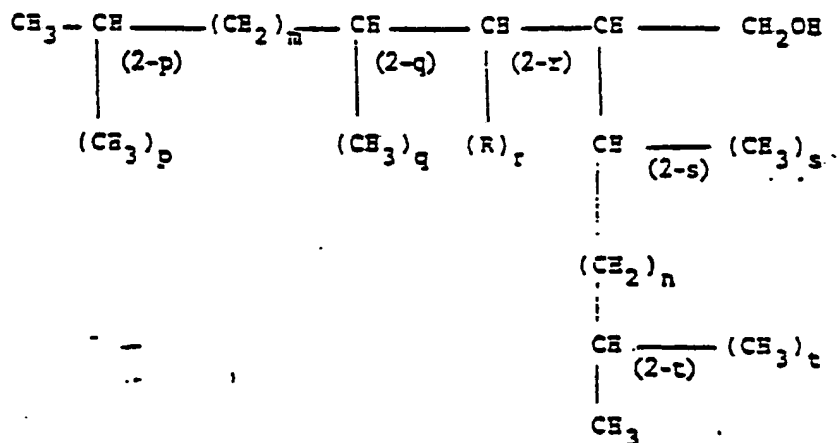 CH₃ — CH(2-p) — (CH₂)m — CH(2-q) — CH(2-r) — CH — CH₂OH
(CH₃)p (CH₃)q (R)r CH(2-s) — (CH₃)s
(CH₂)n
CH(2-t) — (CH₃)t
CH₃